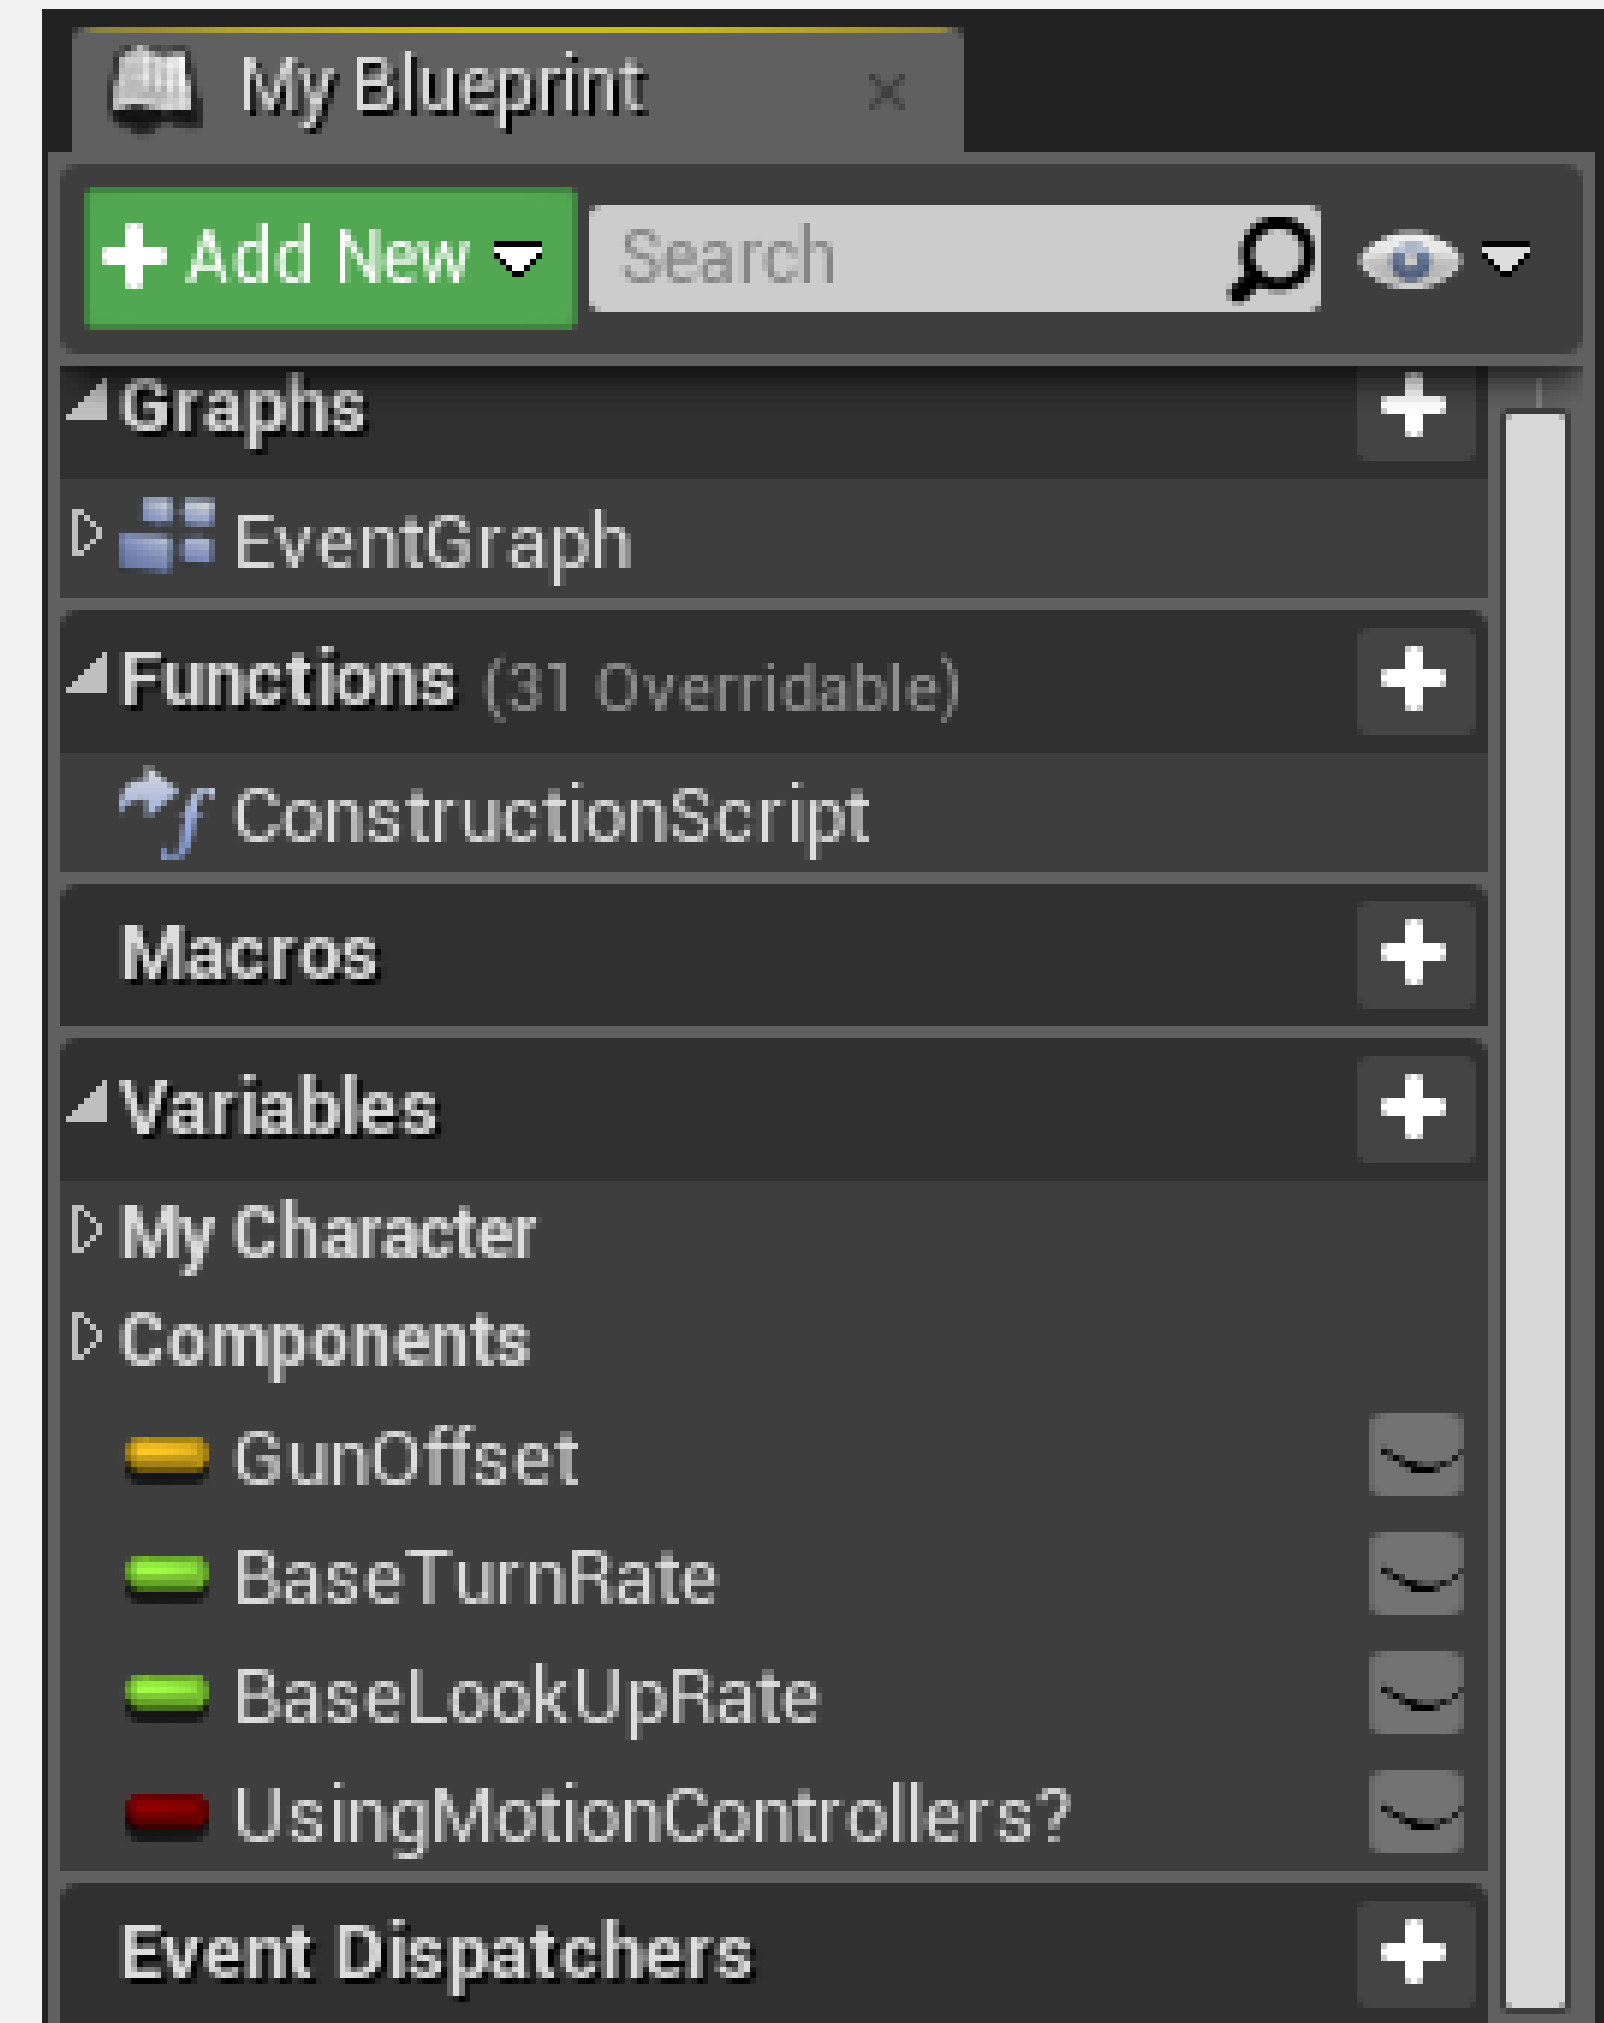 My Blueprint
Add New Search
Graphs
EventGraph
Functions (31 Overridable)
ConstructionScript
Macros
Variables
My Character
Components
GunOffset
BaseTurnRate
BaseLookUpRate
UsingMotionControllers?
Event Dispatchers